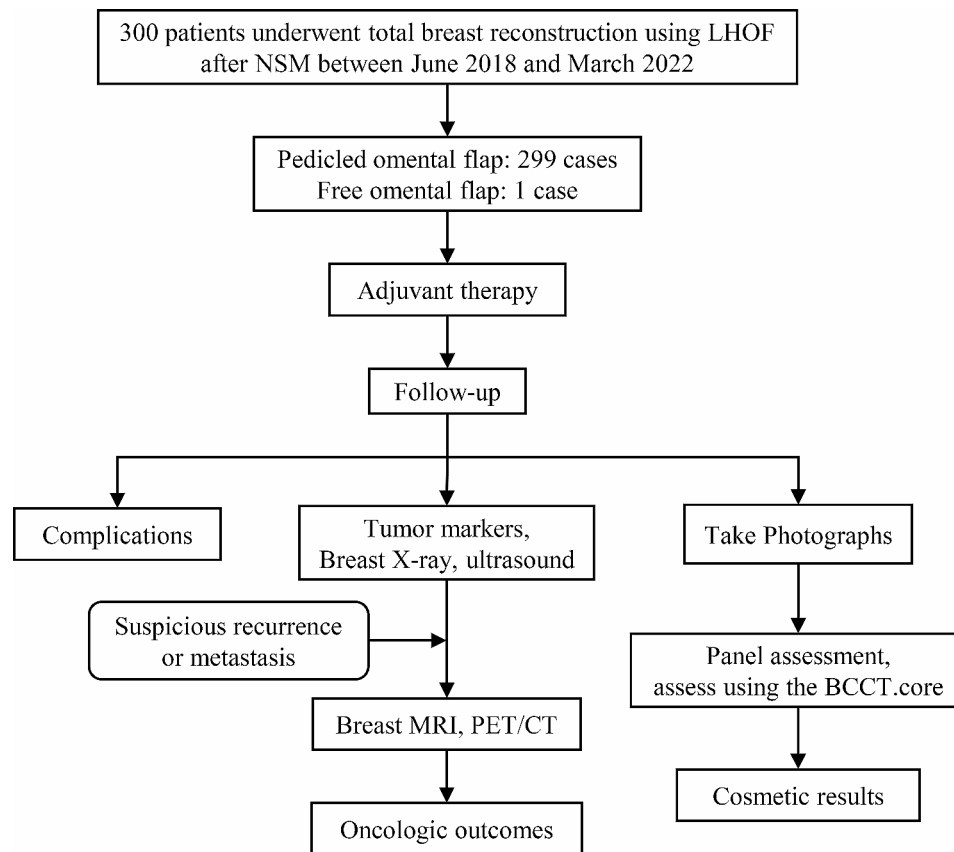 300 patients underwent total breast reconstruction using LHOF
after NSM between June 2018 and March 2022
Pedicled omental flap: 299 cases
Free omental flap: 1 case
Adjuvant therapy
Follow-up
Complications
Tumor markers,
Breast X-ray, ultrasound
Take Photographs
Suspicious recurrence
or metastasis
Panel assessment,
assess using the BCCT.core
Breast MRI, PET/CT
Cosmetic results
Oncologic outcomes